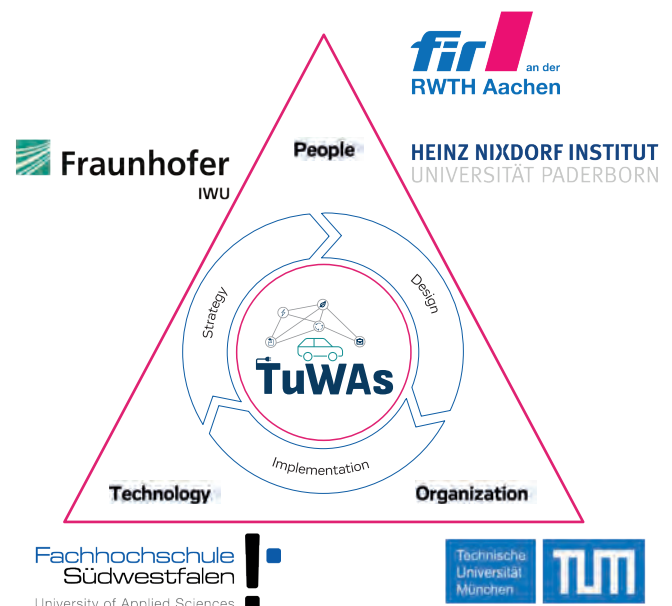 fir
an der
RWTH Aachen
People
Fraunhofer
IWU
HEINZ NIXDORF INSTITUT
UNIVERSITÄT PADERBORN
Strategy
Design
TuWAs
Implementation
Technology
Organization
Fachhochschule
Südwestfalen
University of Applied Sciences
Technische
Universität
München
TUM